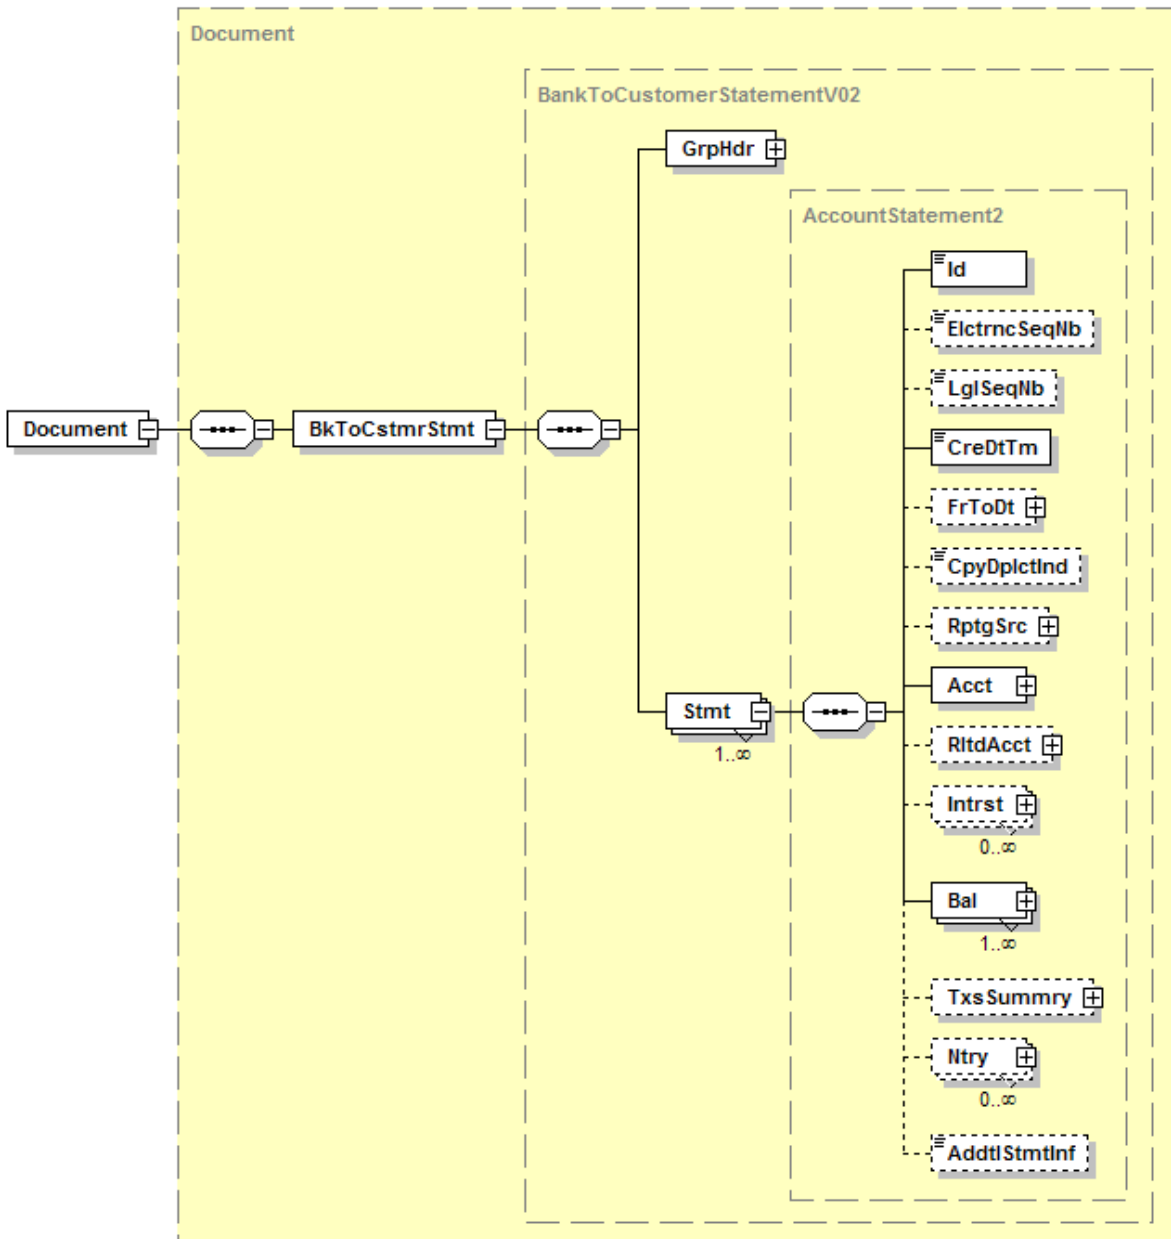 Document
BankToCustomerStatementV02
GrpHdr
AccountStatement2
Id
ElctrncSeqNb
LglSeqNb
Document
BkToCstmrStmt
CreDtTm
FrToDt
CpyDplctInd
RptgSrc
Acct
Stmt
1..∞
RltdAcct
Intrst
0..∞
Bal
1..∞
TxsSummry
Ntry
0..∞
AddtlStmtInf